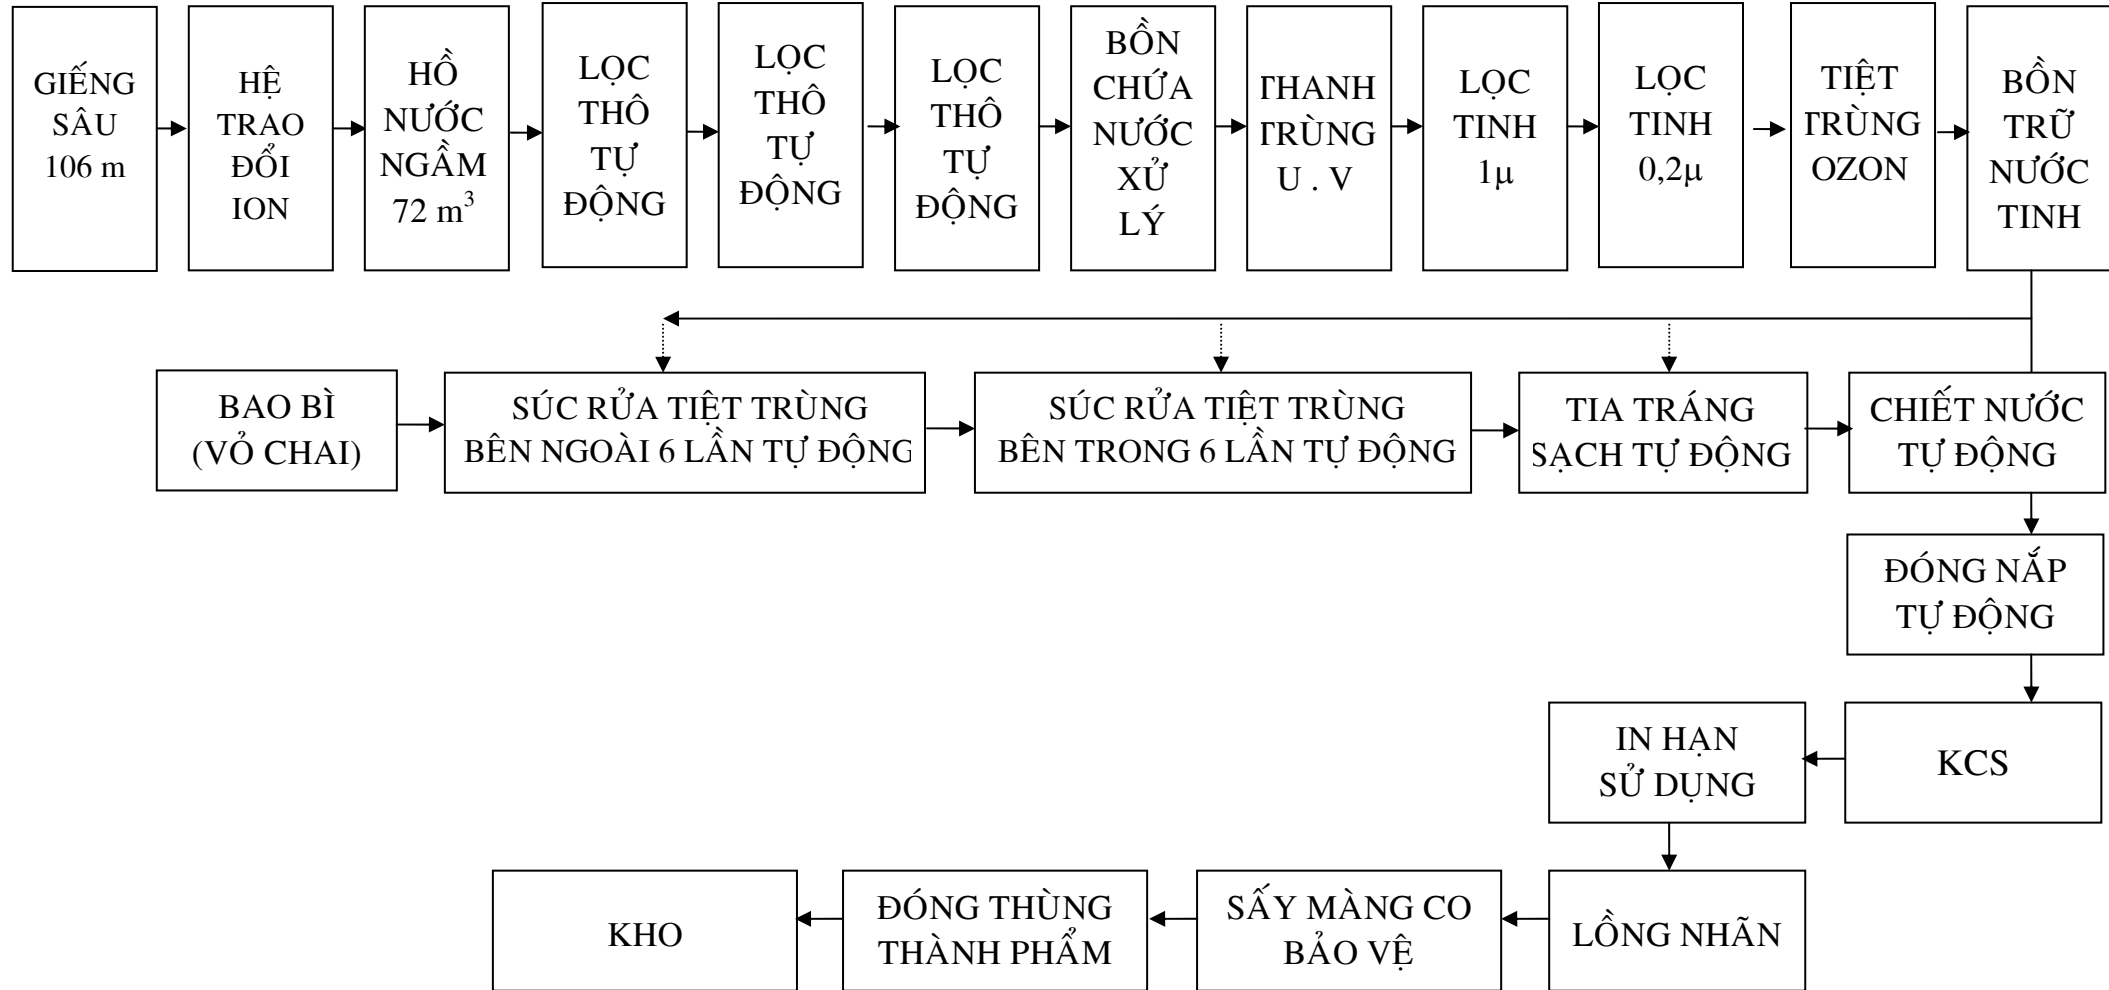 GIẾNG
SÂU
106 m
HỆ
TRAO
ĐỔI
ION
HỒ
NƯỚC
NGẦM
72 m³
LỌC
THÔ
TỰ
ĐỘNG
LỌC
THÔ
TỰ
ĐỘNG
LỌC
THÔ
TỰ
ĐỘNG
BỒN
CHỨA
NƯỚC
XỬ
LÝ
THANH
TRÙNG
U . V
LỌC
TINH
1μ
LỌC
TINH
0,2μ
TIỆT
TRÙNG
OZON
BỒN
TRỮ
NƯỚC
TINH
BAO BÌ
(VỎ CHAI)
SÚC RỬA TIỆT TRÙNG
BÊN NGOÀI 6 LẦN TỰ ĐỘNG
SÚC RỬA TIỆT TRÙNG
BÊN TRONG 6 LẦN TỰ ĐỘNG
TIA TRÁNG
SẠCH TỰ ĐỘNG
CHIẾT NƯỚC
TỰ ĐỘNG
ĐÓNG NẮP
TỰ ĐỘNG
KCS
IN HẠN
SỬ DỤNG
LỒNG NHÃN
SẤY MÀNG CO
BẢO VỆ
ĐÓNG THÙNG
THÀNH PHẨM
KHO